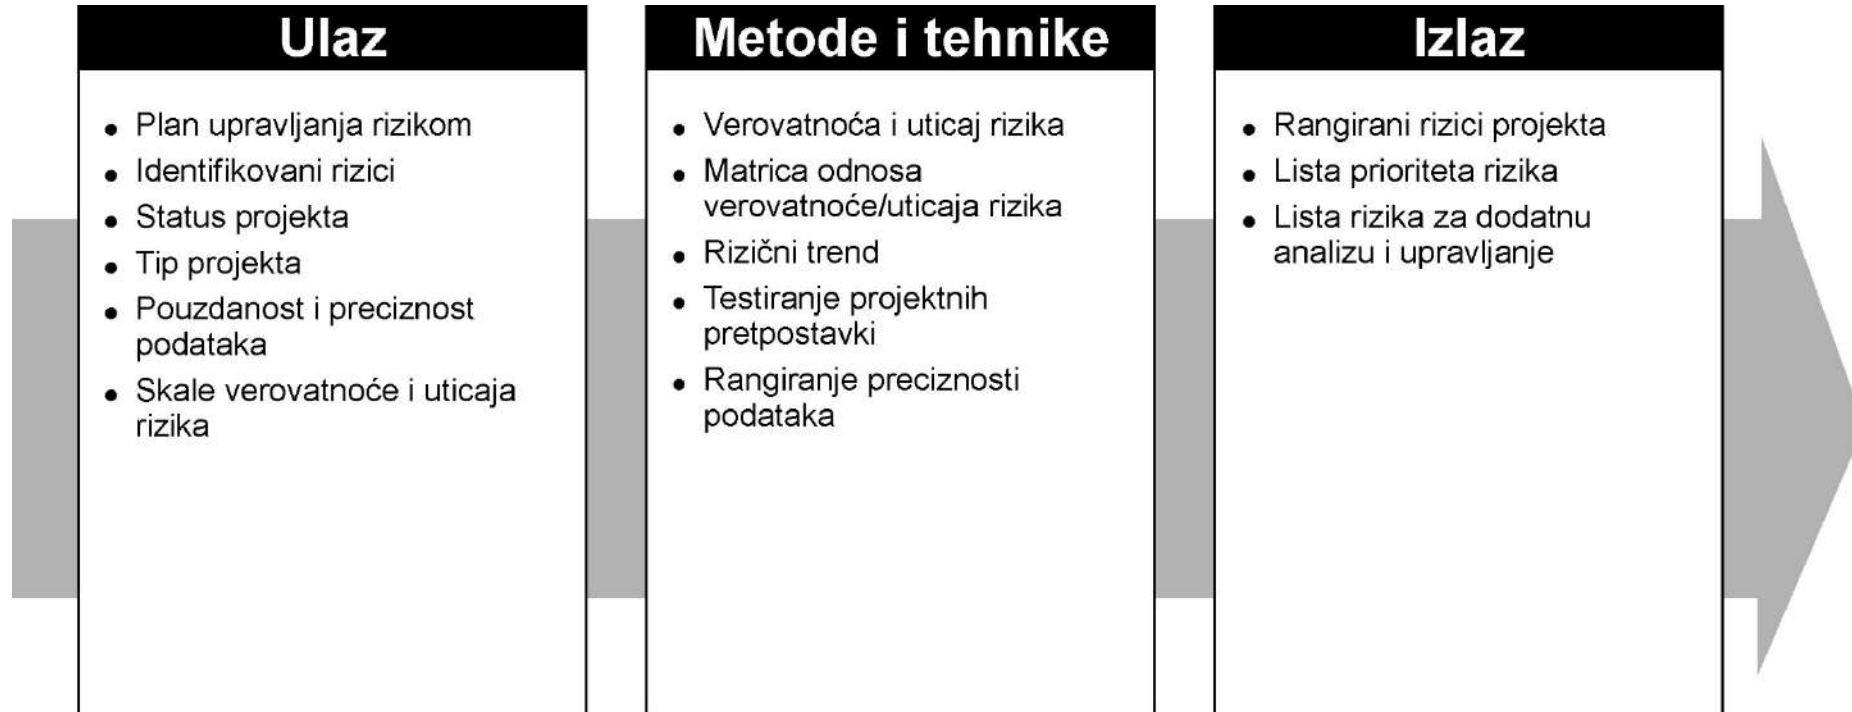 Ulaz
Plan upravljanja rizikom
Identifikovani rizici
Status projekta
Tip projekta
Pouzdanost i preciznost
podataka
Skale verovatnoće i uticaja
rizika
Metode i tehnike
Verovatnoća i uticaj rizika
Matrica odnosa
verovatnoće/uticaja rizika
Rizični trend
Testiranje projektnih
pretpostavki
Rangiranje preciznosti
podataka
Izlaz
Rangirani rizici projekta
Lista prioriteta rizika
Lista rizika za dodatnu
analizu i upravljanje